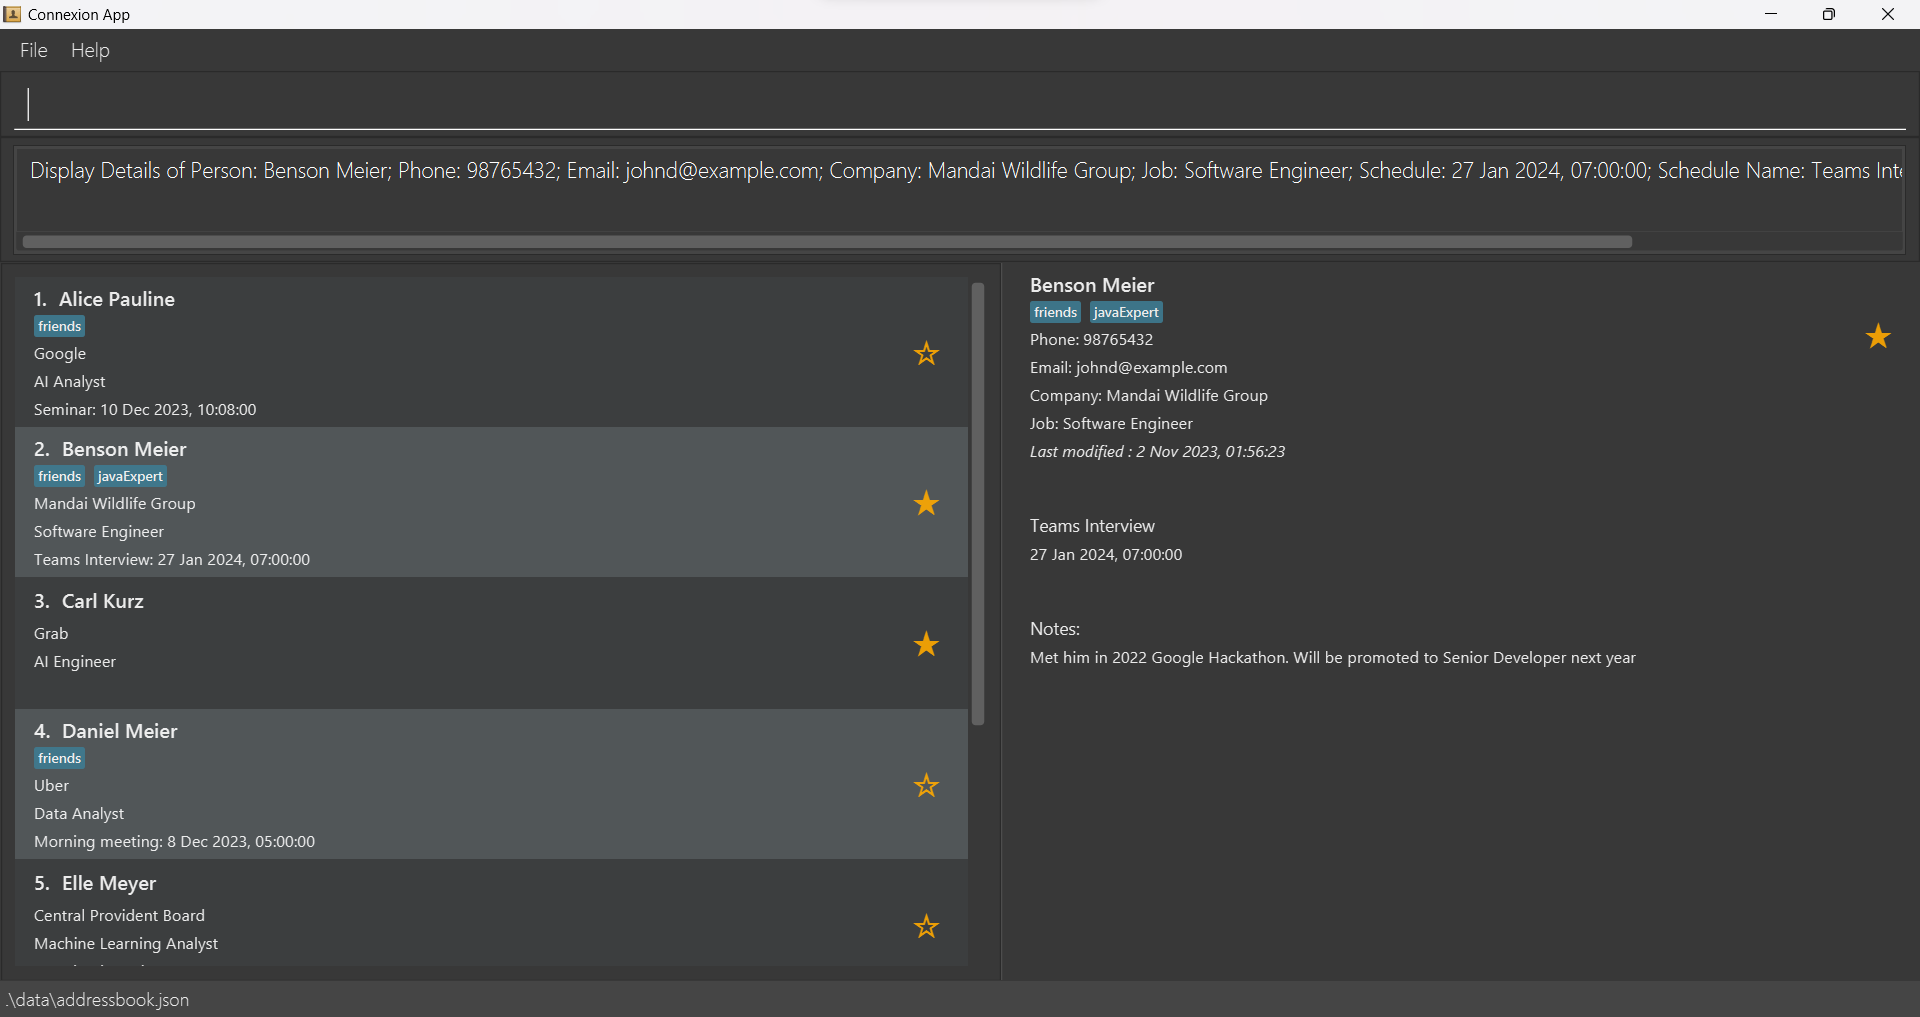 Connexion App
File Help
Display Details of Person: Benson Meier; Phone: 98765432; Email: johnd@example.com; Company: Mandai Wildlife Group; Job: Software Engineer; Schedule: 27 Jan 2024, 07:00:00; Schedule Name: Teams
1. Alice Pauline
friends
Google
AI Analyst
Seminar: 10 Dec 2023, 10:08:00
2. Benson Meier
friends javaExpert
Mandai Wildlife Group
Software Engineer
Teams Interview: 27 Jan 2024, 07:00:00
3. Carl Kurz
Grab
AI Engineer
4. Daniel Meier
friends
Uber
Data Analyst
Morning meeting: 8 Dec 2023, 05:00:00
5. Elle Meyer
Central Provident Board
Machine Learning Analyst
Benson Meier
friends javaExpert
Phone: 98765432
Email: johnd@example.com
Company: Mandai Wildlife Group
Job: Software Engineer
Last modified : 2 Nov 2023, 01:56:23
Teams Interview
27 Jan 2024, 07:00:00
Notes:
Met him in 2022 Google Hackathon. Will be promoted to Senior Developer next year
.\data\addressbook.json